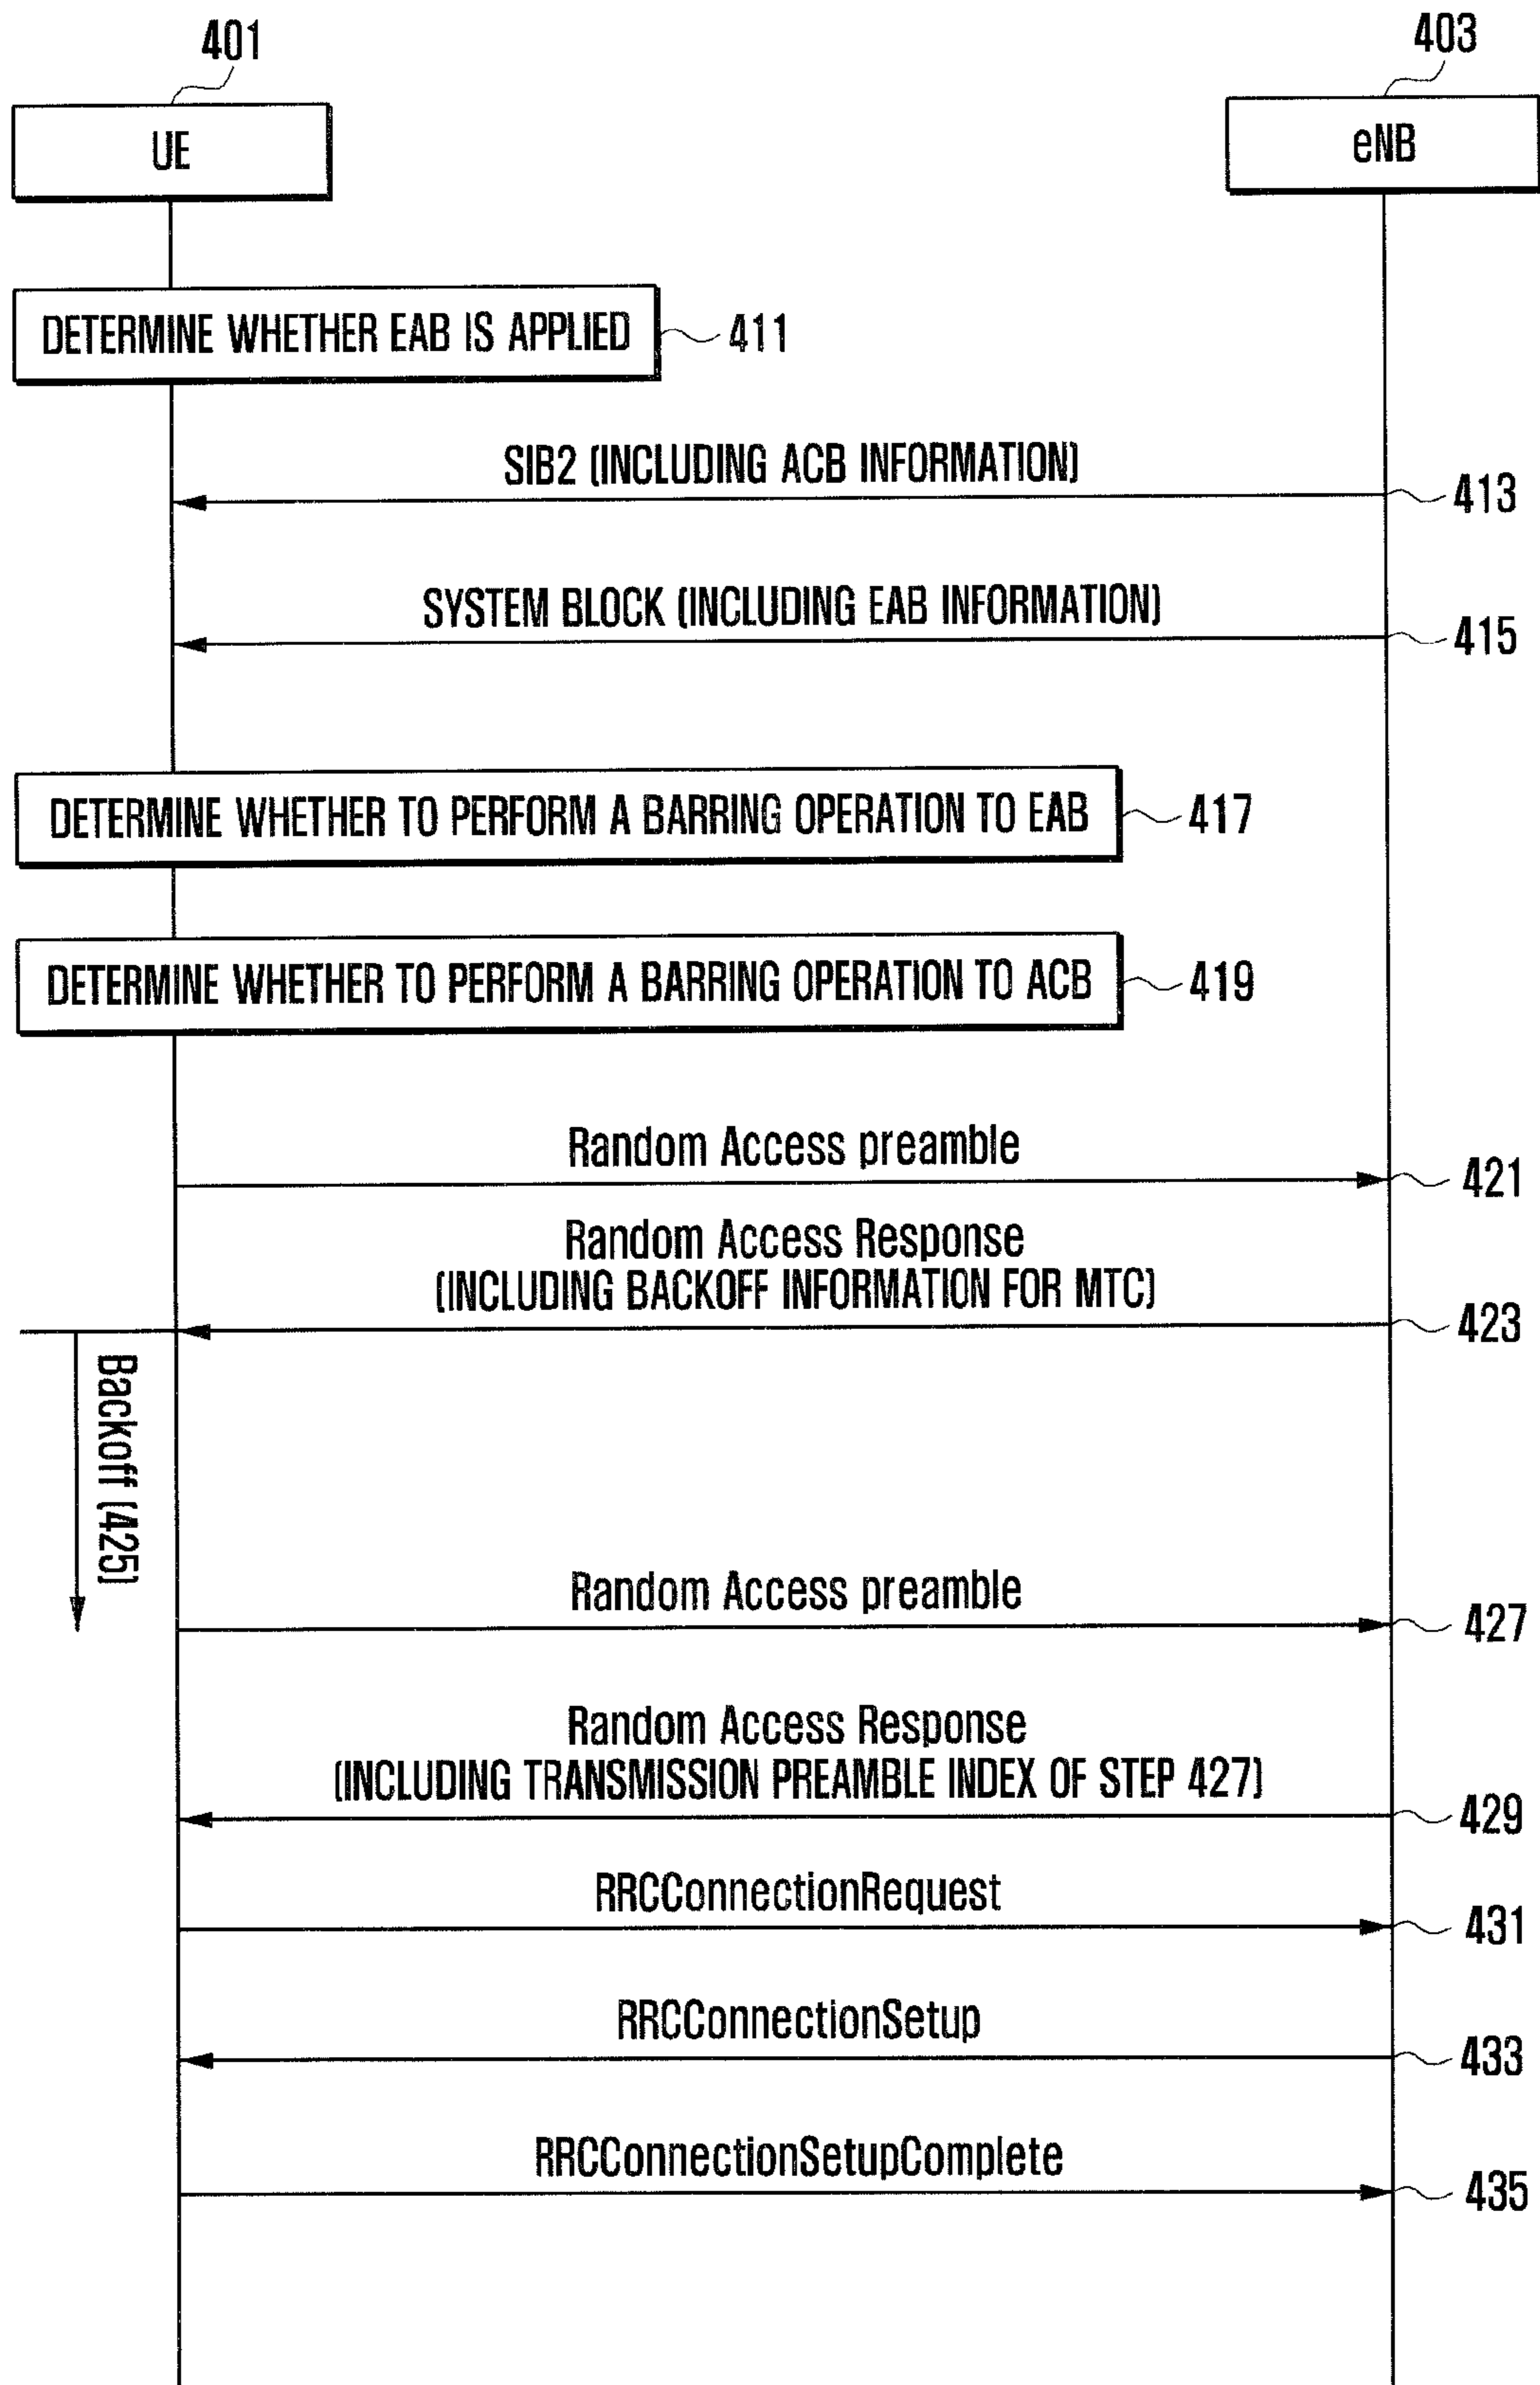 401
403
UE
eNB
DETERMINE WHETHER EAB IS APPLIED
411
SIB2 (INCLUDING ACB INFORMATION)
413
SYSTEM BLOCK (INCLUDING EAB INFORMATION)
415
DETERMINE WHETHER TO PERFORM A BARRING OPERATION TO EAB
417
DETERMINE WHETHER TO PERFORM A BARRING OPERATION TO ACB
419
Random Access preamble
421
Random Access Response
(INCLUDING BACKOFF INFORMATION FOR MTC)
423
Backoff (425)
Random Access preamble
427
Random Access Response
(INCLUDING TRANSMISSION PREAMBLE INDEX OF STEP 427)
429
RRCConnectionRequest
431
RRCConnectionSetup
433
RRCConnectionSetupComplete
435